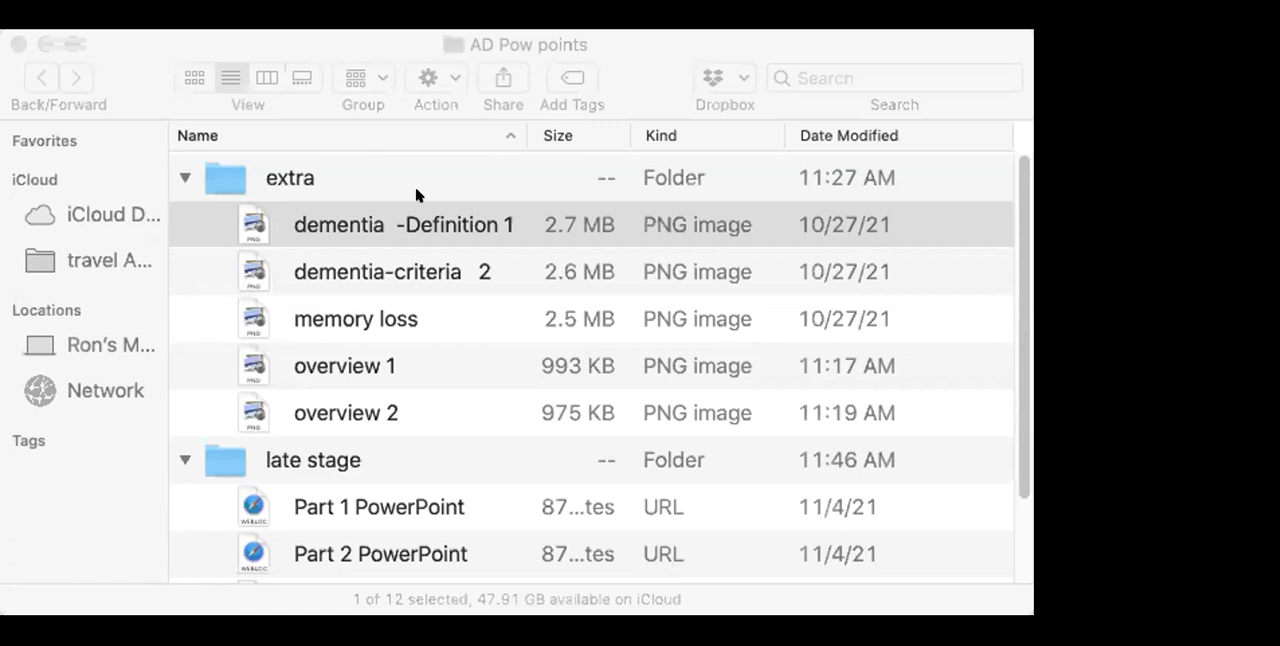 AD Pow points
Back/Forward View Group Action Share Add Tags Dropbox Search
Search
Favorites
iCloud
iCloud D...
travel A...
Locations
Ron's M...
Network
Tags
Name Size Kind Date Modified
extra -- Folder 11:27 AM
dementia -Definition 1 2.7 MB PNG image 10/27/21
dementia-criteria 2 2.6 MB PNG image 10/27/21
memory loss 2.5 MB PNG image 10/27/21
overview 1 993 KB PNG image 11:17 AM
overview 2 975 KB PNG image 11:19 AM
late stage -- Folder 11:46 AM
Part 1 PowerPoint 87...tes URL 11/4/21
Part 2 PowerPoint 87...tes URL 11/4/21
1 of 12 selected, 47.91 GB available on iCloud